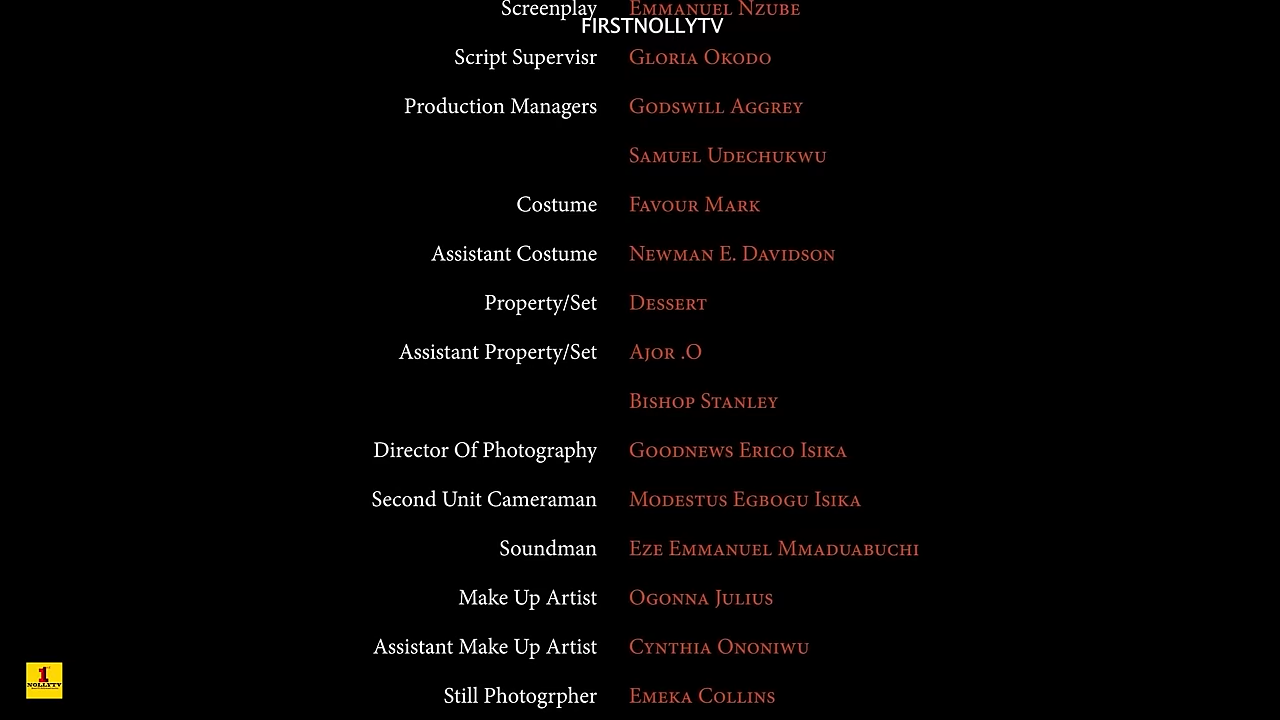 Screenplay Emmanuel Nzube
FIRSTNOLLYTV
Script Supervisr Gloria Okodo
Production Managers Godswill Aggrey
Samuel Udechukwu
Costume Favour Mark
Assistant Costume Newman E. Davidson
Property/Set Dessert
Assistant Property/Set Ajor .O
Bishop Stanley
Director Of Photography Goodnews Erico Isika
Second Unit Cameraman Modestus Egbogu Isika
Soundman Eze Emmanuel Mmaduabuchi
Make Up Artist Ogonna Julius
Assistant Make Up Artist Cynthia Ononiwu
Still Photogrpher Emeka Collins
1
NOLLYTV